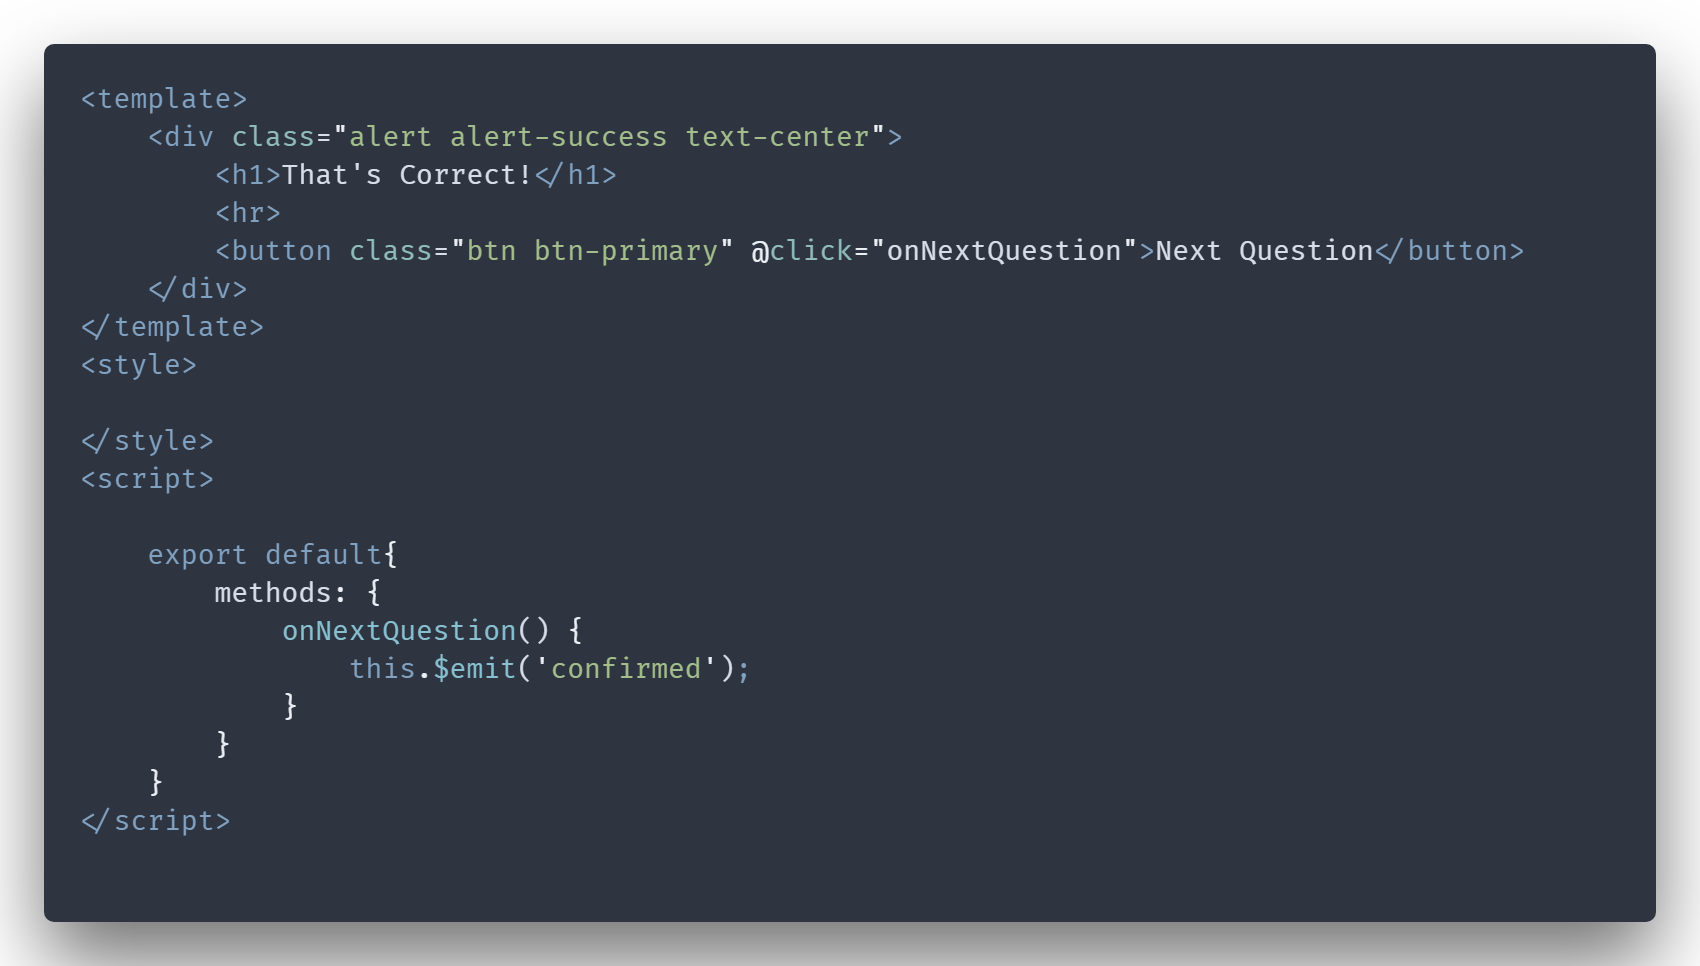 <template>
    <div class="alert alert-success text-center">
        <h1>That's Correct!</h1>
        <hr>
        <button class="btn btn-primary" @click="onNextQuestion">Next Question</button>
    </div>
</template>
<style>

</style>
<script>

    export default{
        methods: {
            onNextQuestion() {
                this.$emit('confirmed');
            }
        }
    }
</script>